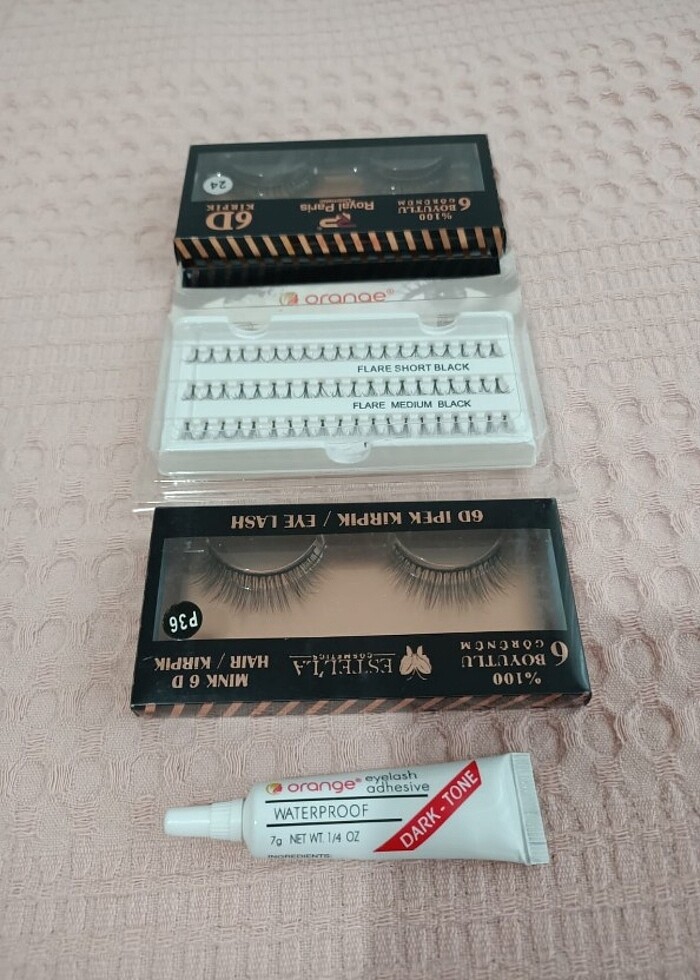 24
6D
KIRPIK
Royal Paris
%100
6 BOYUTLU
GÖRÜNÜM
orange®
FLARE SHORT BLACK
FLARE MEDIUM BLACK
6D IPEK KIRPIK / EYE LASH
P36
MINK 6 D
HAIR / KIRPIK
ESTELLA
COSMETICS
%100
6 BOYUTLU
GÖRÜNÜM
orange® eyelash
adhesive
WATERPROOF
7g NET WT. 1/4 OZ
DARK - TONE
INGREDIENTS: